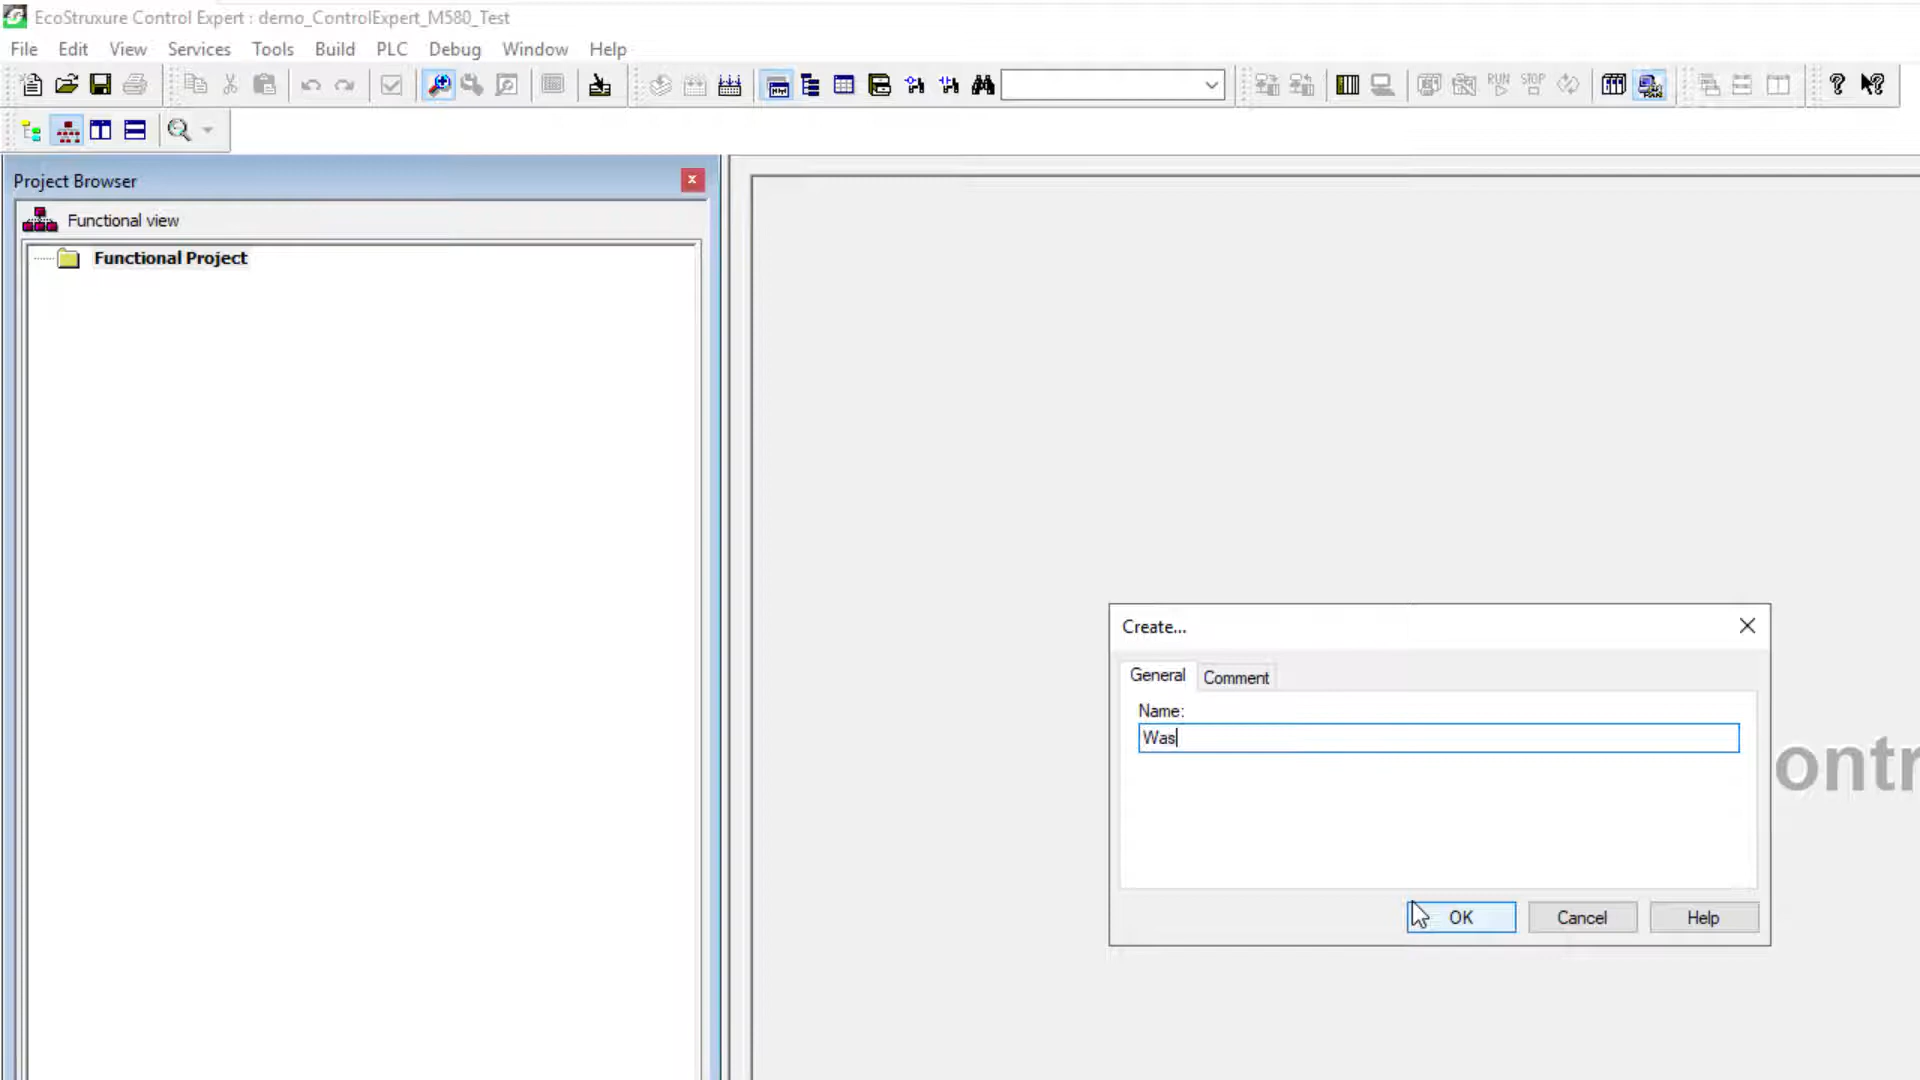 EcoStruxure Control Expert : demo_ControlExpert_M580_Test
File Edit View Services Tools Build PLC Debug Window Help
RUN STOP
Project Browser
Functional view
Functional Project
Create...
General Comment
Name:
Was
ontr
OK Cancel Help